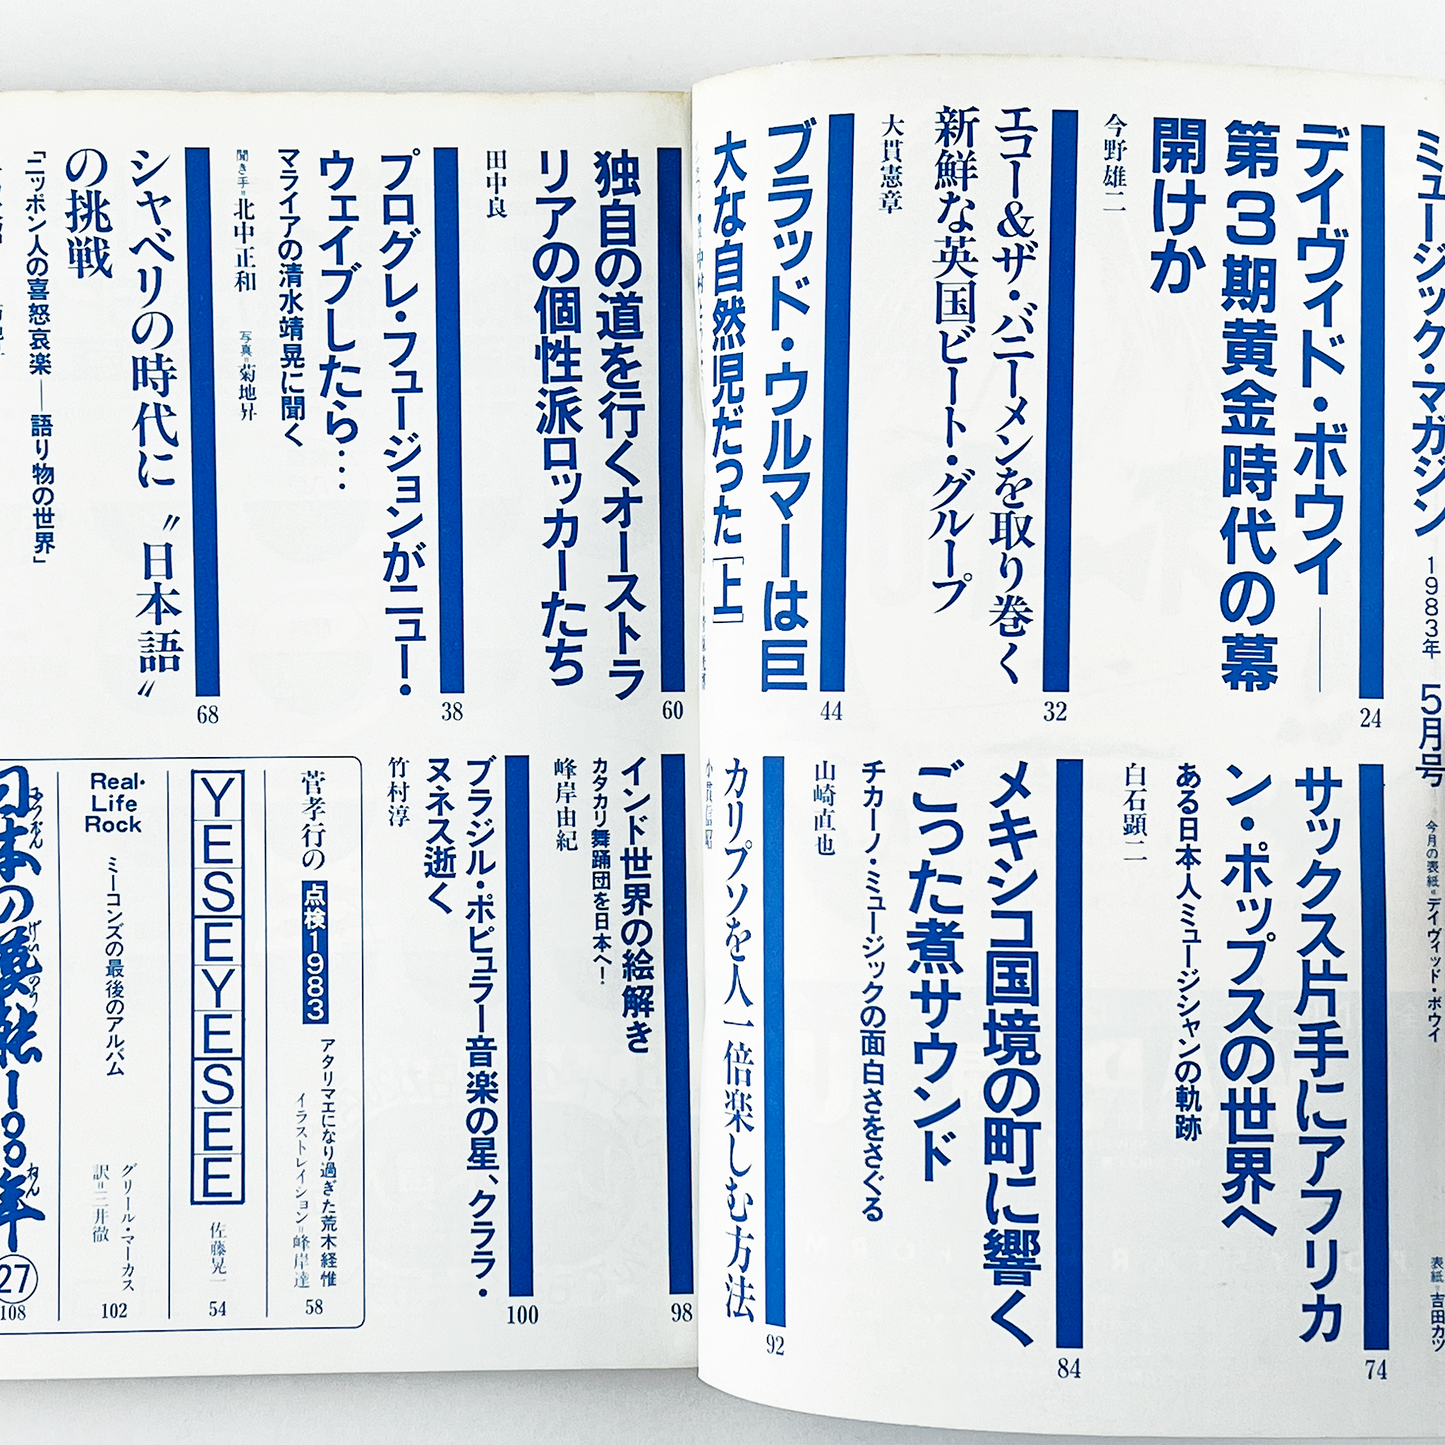 ミュージック・マガジン
1983年
5月号
今月の表紙=デイヴィッド・ボウイ
表紙=吉田カツ
デイヴィド・ボウイ——
第3期黄金時代の幕
開けか
今野雄二
24
エコー&ザ・バニーメンを取り巻く
新鮮な英国ビート・グループ
大貫憲章
32
ブラッド・ウルマーは巨
大な自然児だった[上]
44
サックス片手にアフリカ
ン・ポップスの世界へ
ある日本人ミュージシャンの軌跡
白石顕二
74
メキシコ国境の町に響く
ごった煮サウンド
チカーノ・ミュージックの面白さをさぐる
山崎直也
84
カリプソを人一倍楽しむ方法
92
独自の道を行くオーストラ
リアの個性派ロッカーたち
田中良
60
プログレ・フュージョンがニュー・
ウェイブしたら…
マライアの清水靖晃に聞く
聞き手=北中正和
写真=菊地昇
38
シャベリの時代に〝日本語〟
の挑戦
「ニッポン人の喜怒哀楽——語り物の世界」
68
インド世界の絵解き
カタカリ舞踊団を日本へ!
峰岸由紀
98
ブラジル・ポピュラー音楽の星、クララ・
ヌネス逝く
竹村淳
100
菅孝行の 点検1983
アタリマエになり過ぎた荒木経惟
イラストレイション=峰岸達
58
YESEYESEE
佐藤晃一
54
Real・
Life
Rock
ミーコンズの最後のアルバム
グリール・マーカス
訳=三井徹
102
日本の漫芸100年
27
108